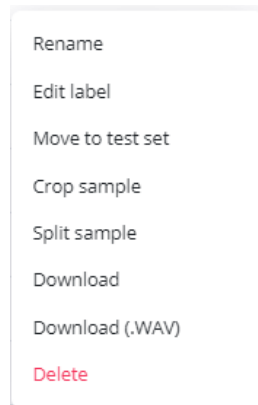 Rename
Edit label
Move to test set
Crop sample
Split sample
Download
Download (.WAV)
Delete